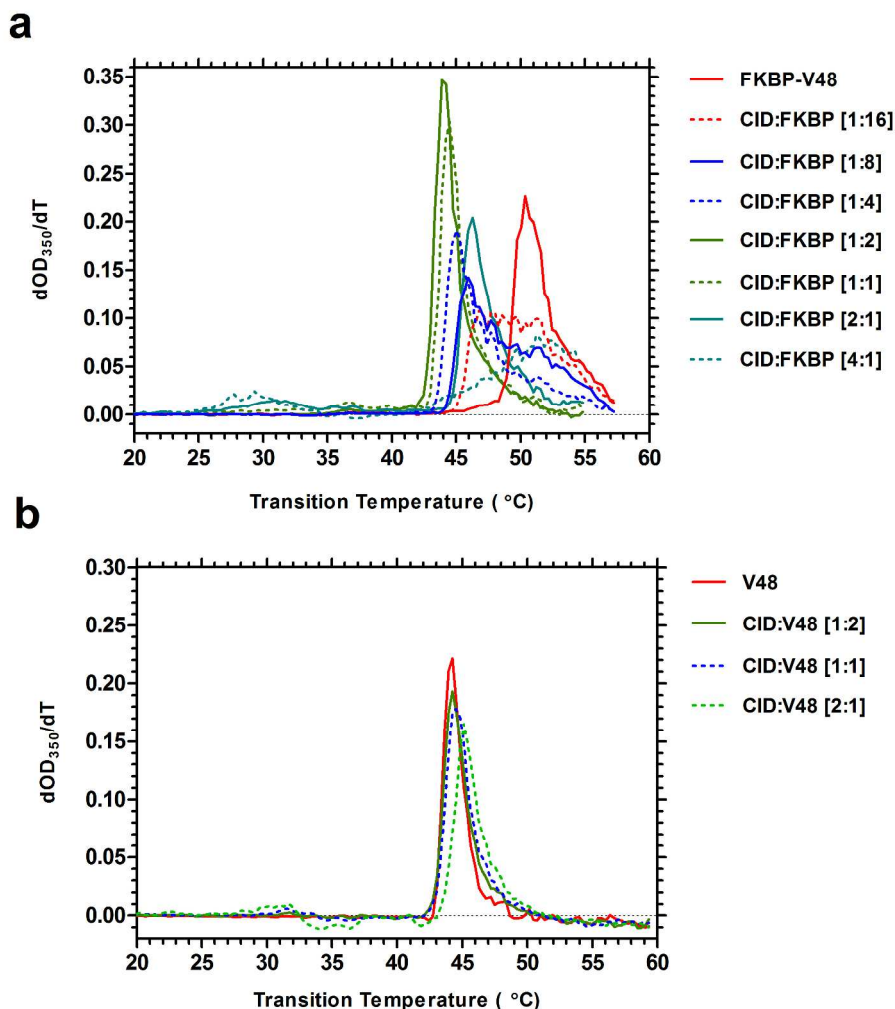 a
0.35
0.30
0.25
0.20
0.15
0.10
0.05
0.00
dOD350/dT
20 25 30 35 40 45 50 55 60
Transition Temperature ( °C)
FKBP-V48
CID:FKBP [1:16]
CID:FKBP [1:8]
CID:FKBP [1:4]
CID:FKBP [1:2]
CID:FKBP [1:1]
CID:FKBP [2:1]
CID:FKBP [4:1]
b
0.30
0.25
0.20
0.15
0.10
0.05
0.00
dOD350/dT
20 25 30 35 40 45 50 55 60
Transition Temperature ( °C)
V48
CID:V48 [1:2]
CID:V48 [1:1]
CID:V48 [2:1]